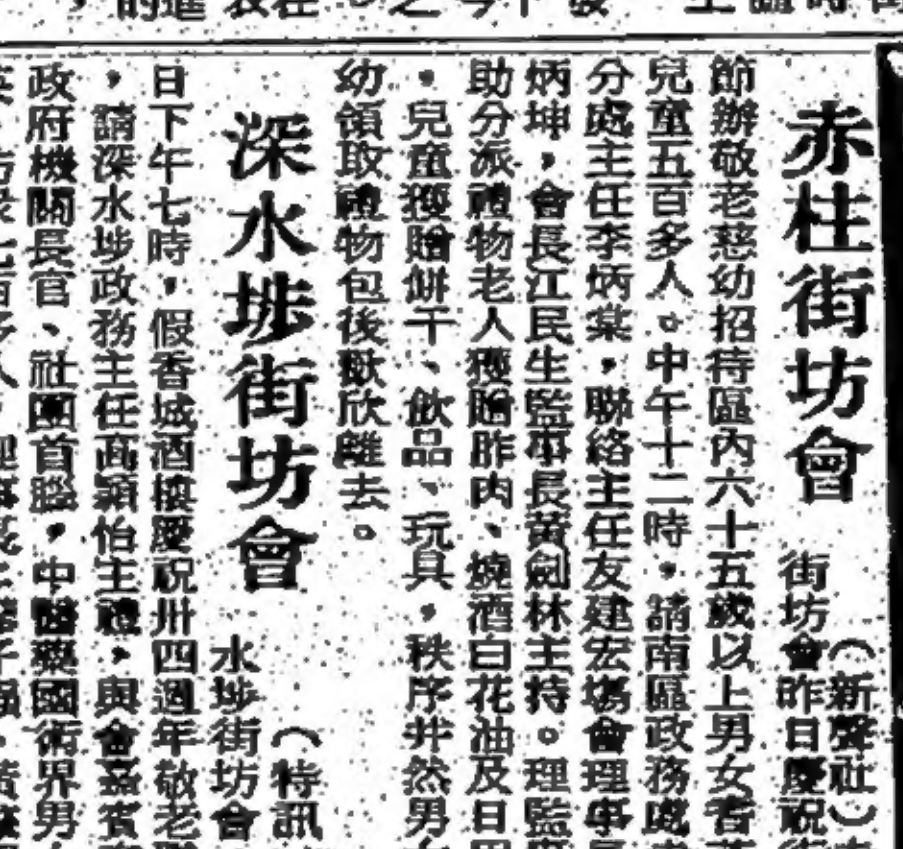 赤柱街坊會
(新聲社)
街坊會昨日慶祝街
節辦敬老慈幼招待區內六十五歲以上男女耆
兒童五百多人。中午十二時,請南區政務處
分處主任李炳棠,聯絡主任友建宏塲會理事長
炳坤,會長江民生監事長黃劍林主持。理監
助分派禮物老人獲贈昨肉、燒酒白花油及日
,兒童獲贈餅干、飲品、玩具,秩序井然男
幼領取禮物包後歡欣離去。
深水埗街坊會
(特訊
水埗街坊會
日下午七時,假香城酒樓慶祝卅四週年敬老
,請深水埗政務主任高穎怡主禮,與會嘉賓
政府機關長官、社團首腦,中醫藥國術界男